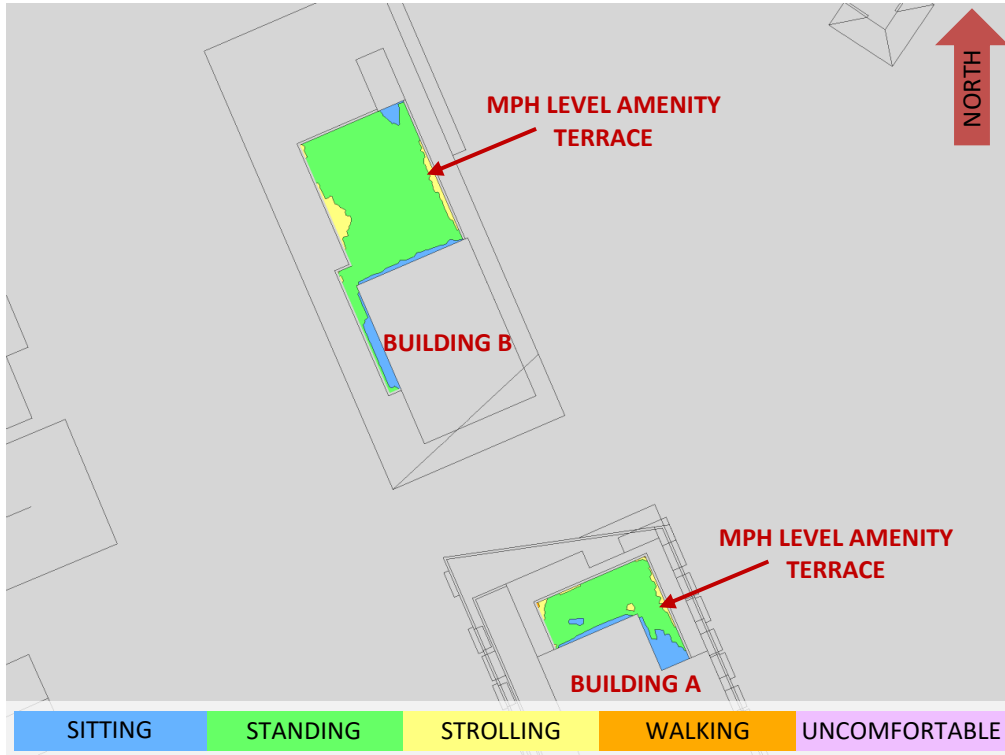 NORTH
MPH LEVEL AMENITY
TERRACE
BUILDING B
MPH LEVEL AMENITY
TERRACE
BUILDING A
SITTING
STANDING
STROLLING
WALKING
UNCOMFORTABLE